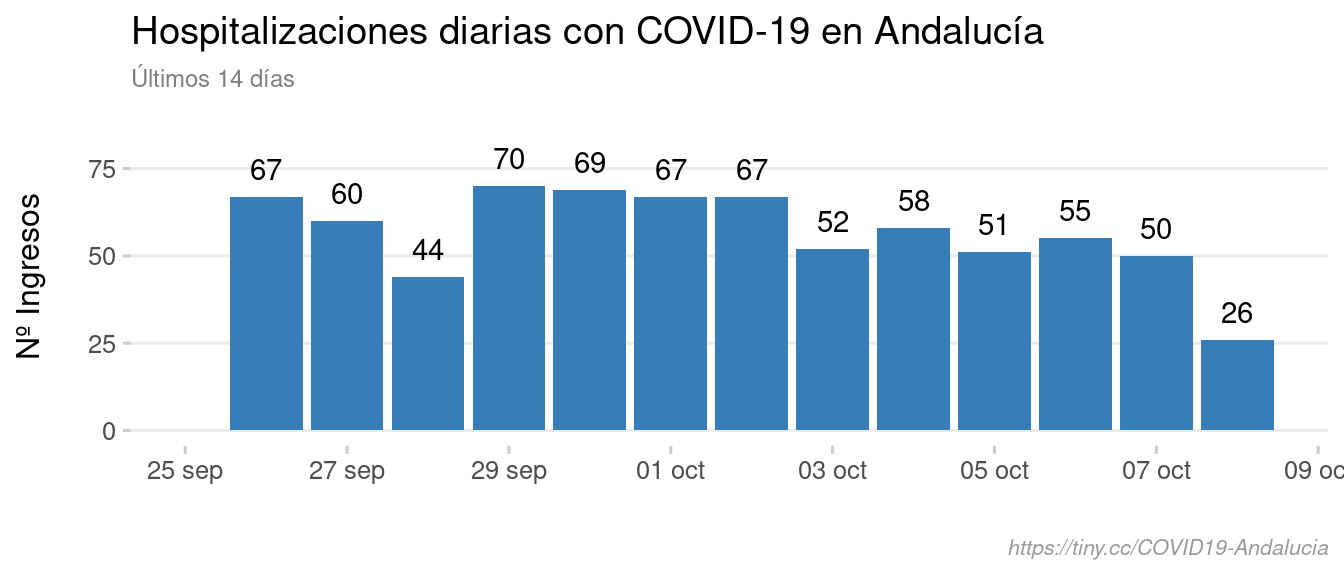 Hospitalizaciones diarias con COVID-19 en Andalucía
Últimos 14 días
Nº Ingresos
75
50
25
0
67 60 44 70 69 67 67 52 58 51 55 50 26
25 sep 27 sep 29 sep 01 oct 03 oct 05 oct 07 oct 09 oc
https://tiny.cc/COVID19-Andalucia